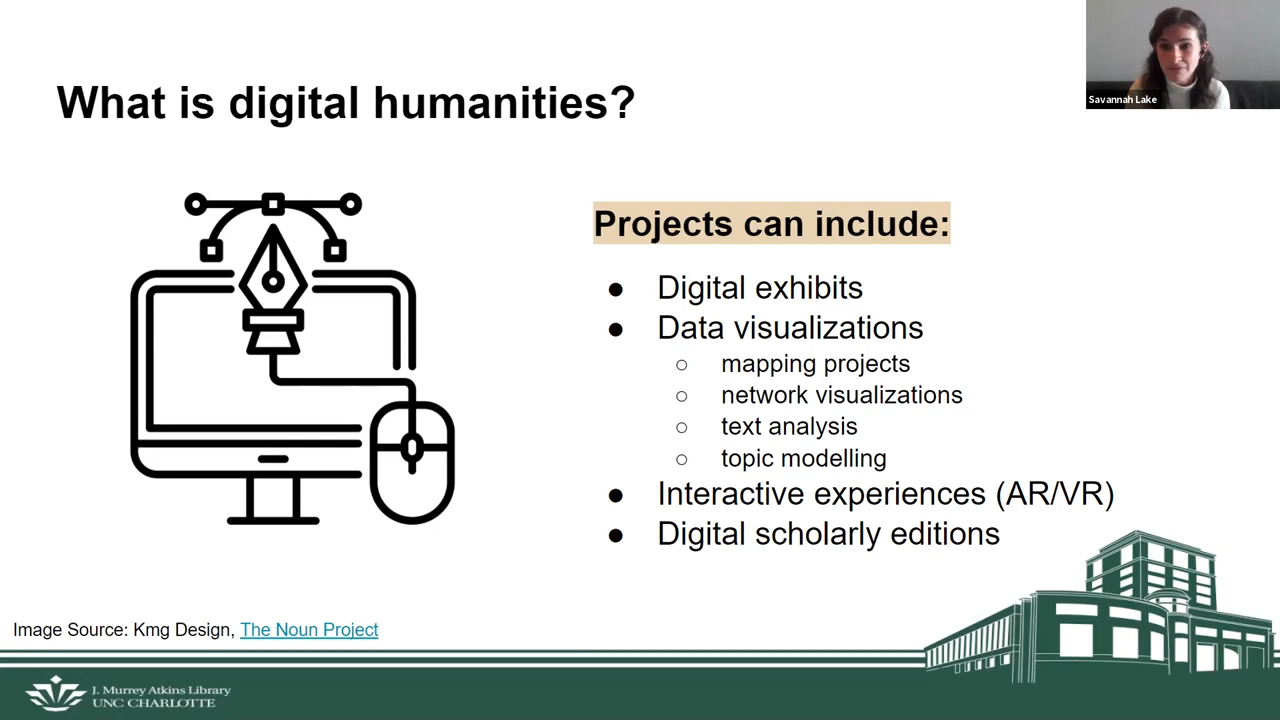 Savannah Lake
What is digital humanities?
Projects can include:
● Digital exhibits
● Data visualizations
○ mapping projects
○ network visualizations
○ text analysis
○ topic modelling
● Interactive experiences (AR/VR)
● Digital scholarly editions
Image Source: Kmg Design, The Noun Project
J. Murrey Atkins Library
UNC CHARLOTTE